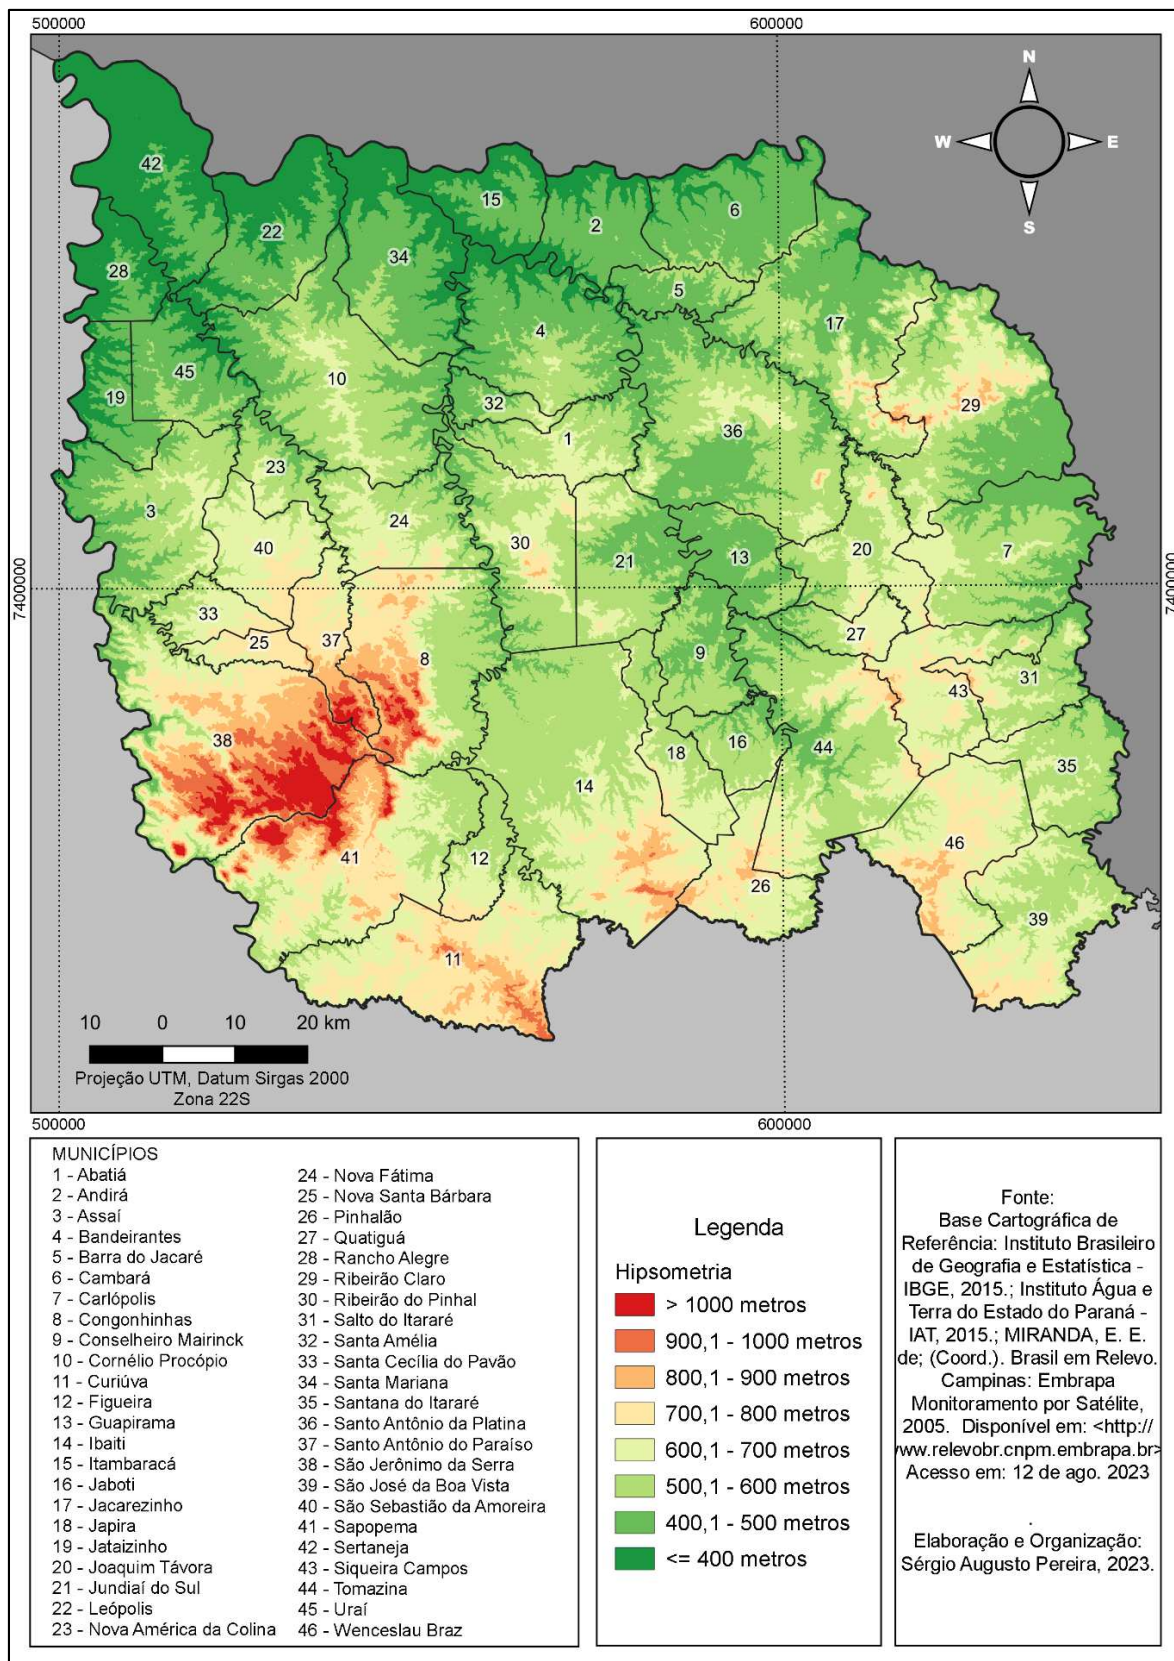 500000
600000
N
W
E
S
42
15
6
22
2
34
28
5
17
4
45
10
19
32
29
36
1
23
3
24
40
30
21
13
20
7
33
25
37
27
8
9
31
43
38
16
18
44
14
35
41
12
46
26
39
11
7400000
7400000
10 0 10 20 km
Projeção UTM, Datum Sirgas 2000
Zona 22S
500000
600000
MUNICÍPIOS
1 - Abatiá
2 - Andirá
3 - Assaí
4 - Bandeirantes
5 - Barra do Jacaré
6 - Cambará
7 - Carlópolis
8 - Congonhinhas
9 - Conselheiro Mairinck
10 - Cornélio Procópio
11 - Curiúva
12 - Figueira
13 - Guapirama
14 - Ibaiti
15 - Itambaracá
16 - Jaboti
17 - Jacarezinho
18 - Japira
19 - Jataizinho
20 - Joaquim Távora
21 - Jundiaí do Sul
22 - Leópolis
23 - Nova América da Colina
24 - Nova Fátima
25 - Nova Santa Bárbara
26 - Pinhalão
27 - Quatiguá
28 - Rancho Alegre
29 - Ribeirão Claro
30 - Ribeirão do Pinhal
31 - Salto do Itararé
32 - Santa Amélia
33 - Santa Cecília do Pavão
34 - Santa Mariana
35 - Santana do Itararé
36 - Santo Antônio da Platina
37 - Santo Antônio do Paraíso
38 - São Jerônimo da Serra
39 - São José da Boa Vista
40 - São Sebastião da Amoreira
41 - Sapopema
42 - Sertaneja
43 - Siqueira Campos
44 - Tomazina
45 - Uraí
46 - Wenceslau Braz
Legenda
Hipsometria
> 1000 metros
900,1 - 1000 metros
800,1 - 900 metros
700,1 - 800 metros
600,1 - 700 metros
500,1 - 600 metros
400,1 - 500 metros
<= 400 metros
Fonte:
Base Cartográfica de
Referência: Instituto Brasileiro
de Geografia e Estatística -
IBGE, 2015.; Instituto Água e
Terra do Estado do Paraná -
IAT, 2015.; MIRANDA, E. E.
de; (Coord.). Brasil em Relevo.
Campinas: Embrapa
Monitoramento por Satélite,
2005. Disponível em: <http://
www.relevobr.cnpm.embrapa.br>
Acesso em: 12 de ago. 2023
.
Elaboração e Organização:
Sérgio Augusto Pereira, 2023.